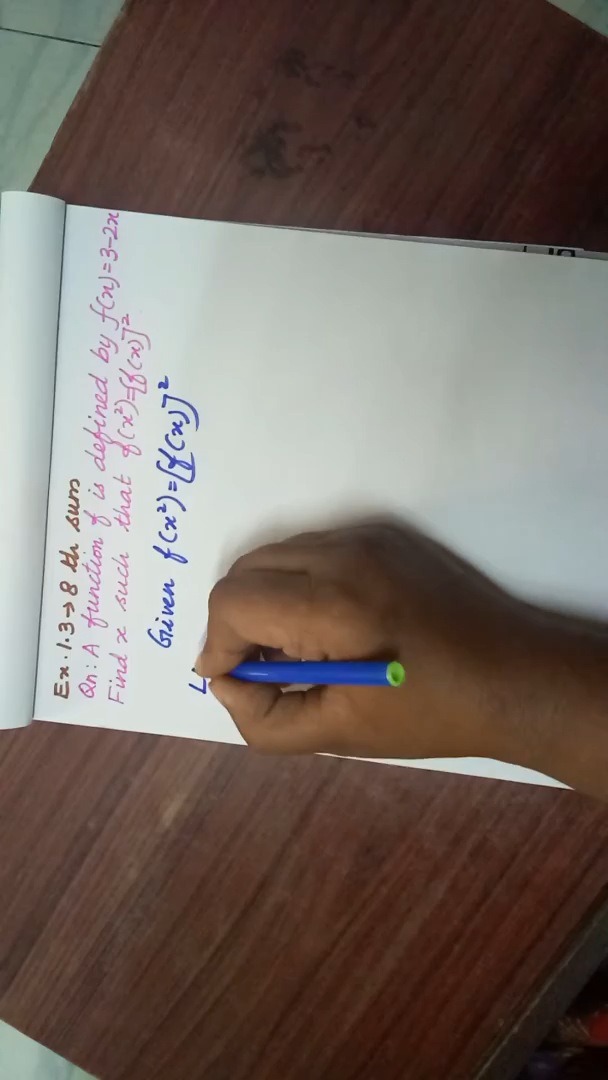 Ex. 1.3 → 8 th sum
Qn: A function f is defined by f(x)=3-2x
Find x such that f(x²)=[f(x)]²
Given f(x²)=[f(x)]²
L